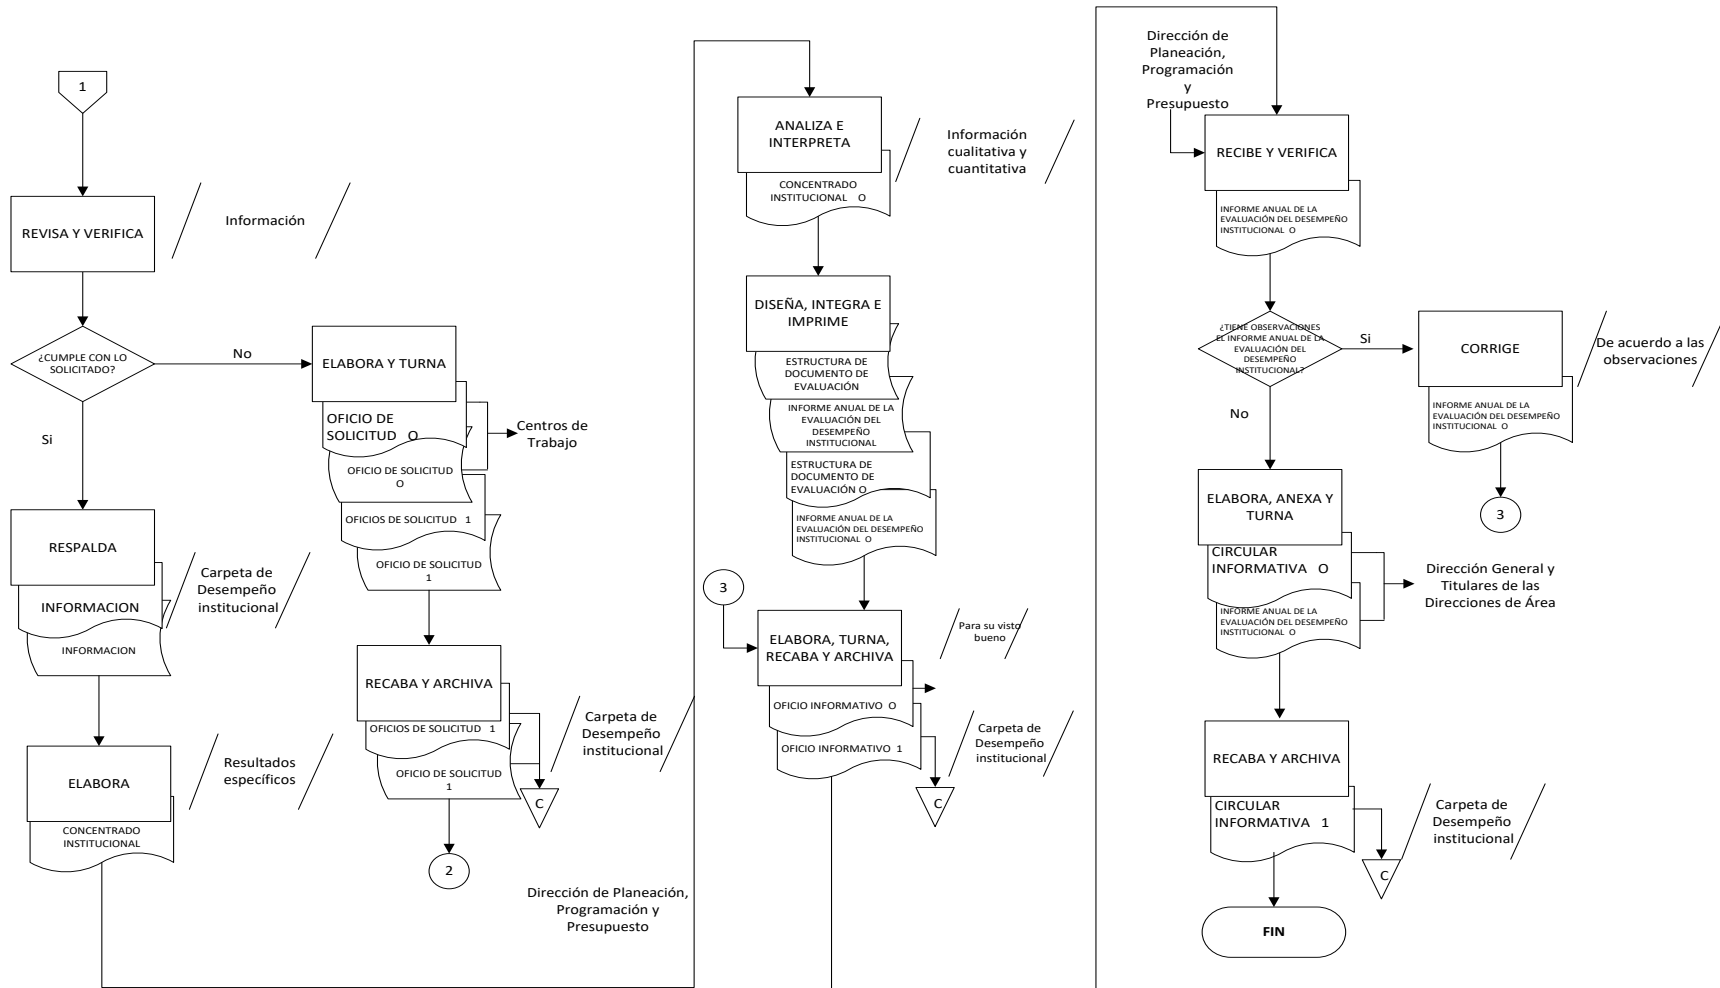 1
REVISA Y VERIFICA
Información
¿CUMPLE CON LO
SOLICITADO?
No
Si
ELABORA Y TURNA
OFICIO DE
SOLICITUD O
OFICIO DE SOLICITUD
O
OFICIOS DE SOLICITUD 1
OFICIO DE SOLICITUD
1
Centros de
Trabajo
RESPALDA
INFORMACION
INFORMACION
Carpeta de
Desempeño
institucional
RECABA Y ARCHIVA
OFICIOS DE SOLICITUD 1
OFICIO DE SOLICITUD
1
Carpeta de
Desempeño
institucional
C
2
ELABORA
CONCENTRADO
INSTITUCIONAL
Resultados
específicos
Dirección de Planeación,
Programación y
Presupuesto
ANALIZA E
INTERPRETA
CONCENTRADO
INSTITUCIONAL O
Información
cualitativa y
cuantitativa
DISEÑA, INTEGRA E
IMPRIME
ESTRUCTURA DE
DOCUMENTO DE
EVALUACIÓN
INFORME ANUAL DE LA
EVALUACIÓN DEL
DESEMPEÑO
INSTITUCIONAL
ESTRUCTURA DE
DOCUMENTO DE
EVALUACIÓN O
INFORME ANUAL DE LA
EVALUACIÓN DEL DESEMPEÑO
INSTITUCIONAL O
3
ELABORA, TURNA,
RECABA Y ARCHIVA
OFICIO INFORMATIVO O
OFICIO INFORMATIVO 1
Para su visto
bueno
Carpeta de
Desempeño
institucional
C
Dirección de
Planeación,
Programación
y
Presupuesto
RECIBE Y VERIFICA
INFORME ANUAL DE LA
EVALUACIÓN DEL DESEMPEÑO
INSTITUCIONAL O
¿TIENE OBSERVACIONES
EL INFORME ANUAL DE LA
EVALUACIÓN DEL
DESEMPEÑO
INSTITUCIONAL?
Si
No
CORRIGE
INFORME ANUAL DE LA
EVALUACIÓN DEL DESEMPEÑO
INSTITUCIONAL O
De acuerdo a las
observaciones
3
ELABORA, ANEXA Y
TURNA
CIRCULAR
INFORMATIVA O
INFORME ANUAL DE LA
EVALUACIÓN DEL DESEMPEÑO
INSTITUCIONAL O
Dirección General y
Titulares de las
Direcciones de Área
RECABA Y ARCHIVA
CIRCULAR
INFORMATIVA 1
Carpeta de
Desempeño
institucional
C
FIN